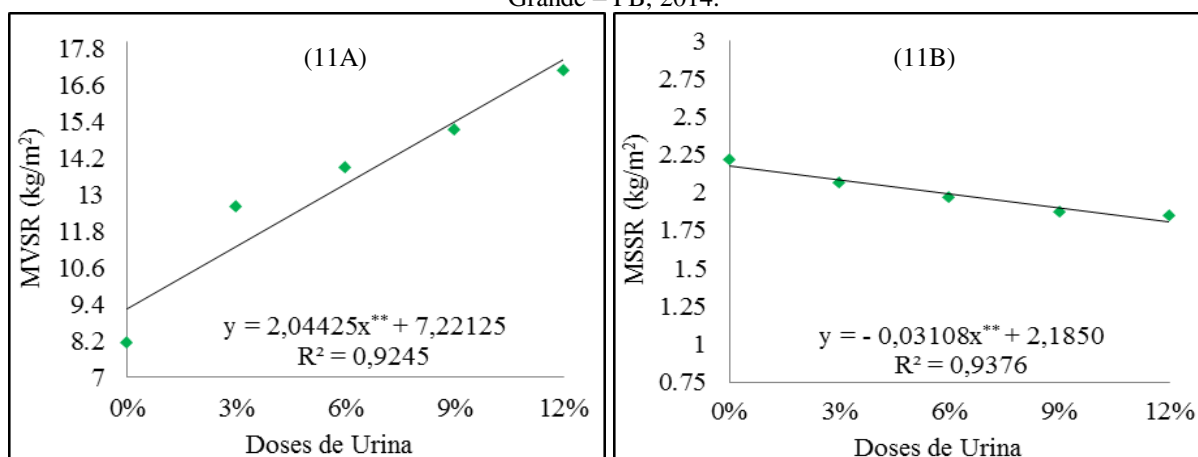 Grande – PB, 2014.
(11A)
MVSR (kg/m²)
17.8
16.6
15.4
14.2
13
11.8
10.6
9.4
8.2
7
y = 2,04425x** + 7,22125
R² = 0,9245
0% 3% 6% 9% 12%
Doses de Urina
(11B)
MSSR (kg/m²)
3
2.75
2.5
2.25
2
1.75
1.5
1.25
1
0.75
y = - 0,03108x** + 2,1850
R² = 0,9376
0% 3% 6% 9% 12%
Doses de Urina